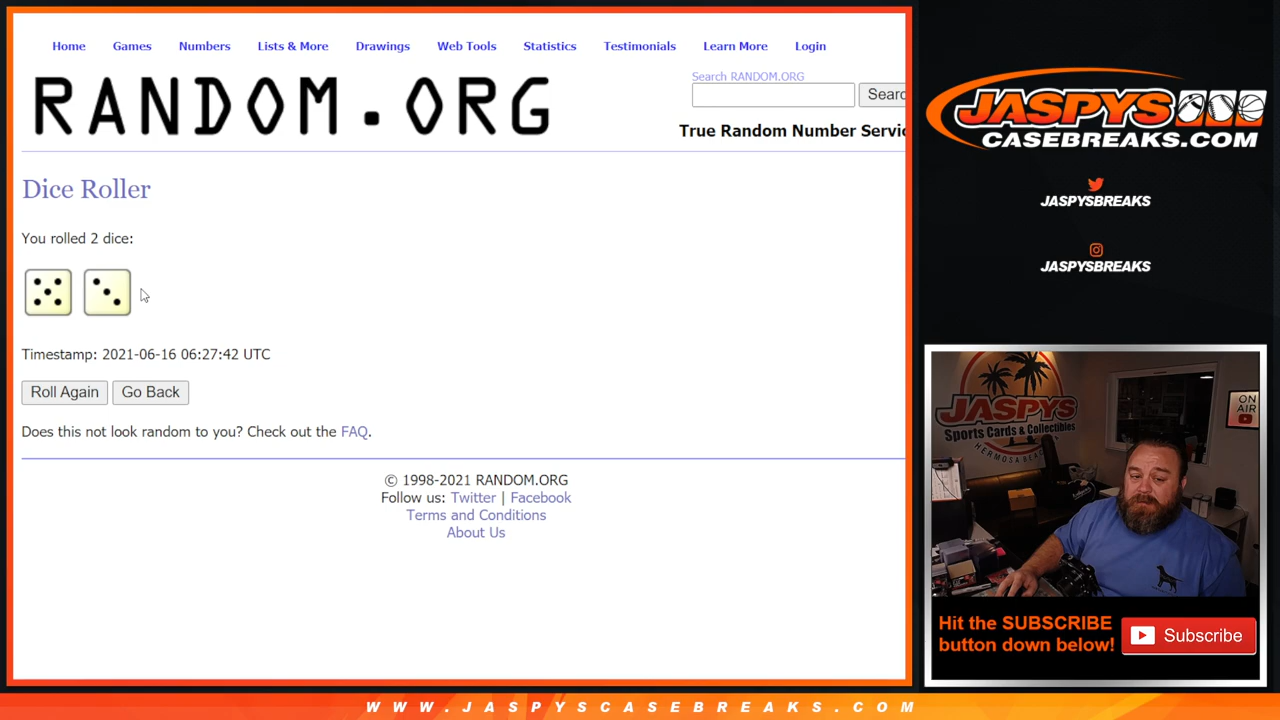 Home Games Numbers Lists & More Drawings Web Tools Statistics Testimonials Learn More Login
RANDOM.ORG
Search RANDOM.ORG
Searc
True Random Number Servic
Dice Roller
You rolled 2 dice:
Timestamp: 2021-06-16 06:27:42 UTC
Roll Again Go Back
Does this not look random to you? Check out the FAQ.
© 1998-2021 RANDOM.ORG
Follow us: Twitter | Facebook
Terms and Conditions
About Us
JASPYS
CASEBREAKS.COM
JASPYSBREAKS
JASPYSBREAKS
JASPYS
Sports Cards & Collectibles
HERMOSA BEACH
ON
AIR
Hit the SUBSCRIBE
button down below!
Subscribe
WWW.JASPYSCASEBREAKS.COM